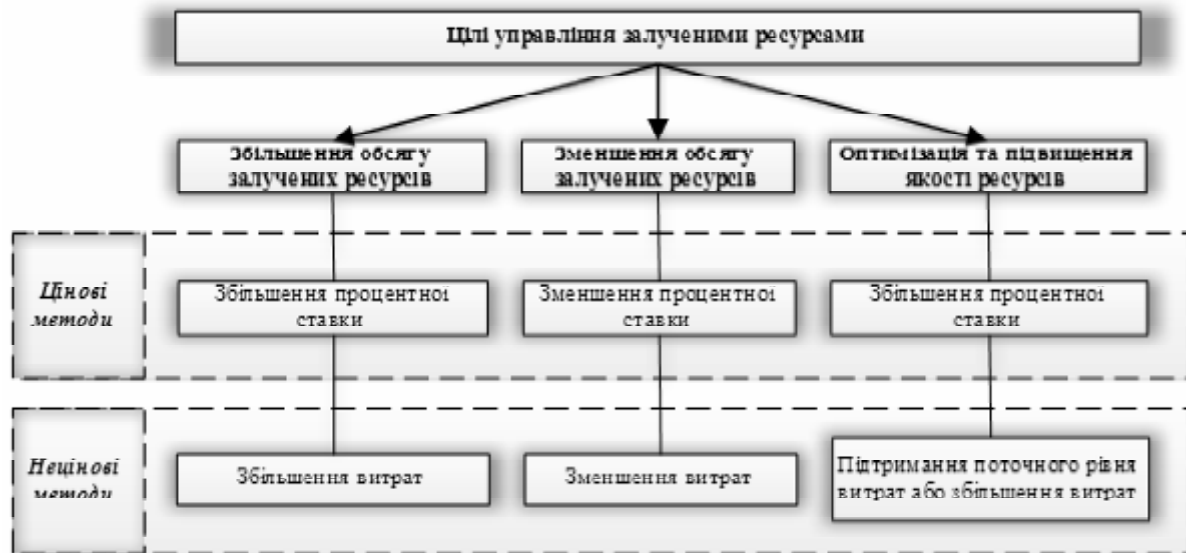 Цілі управління залученими ресурсами
Збільшення обсягу
залучених ресурсів
Зменшення обсягу
залучених ресурсів
Оптимізація та підвищення
якості ресурсів
Цінові
методи
Збільшення процентної
ставки
Зменшення процентної
ставки
Збільшення процентної
ставки
Нецінові
методи
Збільшення витрат
Зменшення витрат
Підтримання поточного рівня
витрат або збільшення витрат